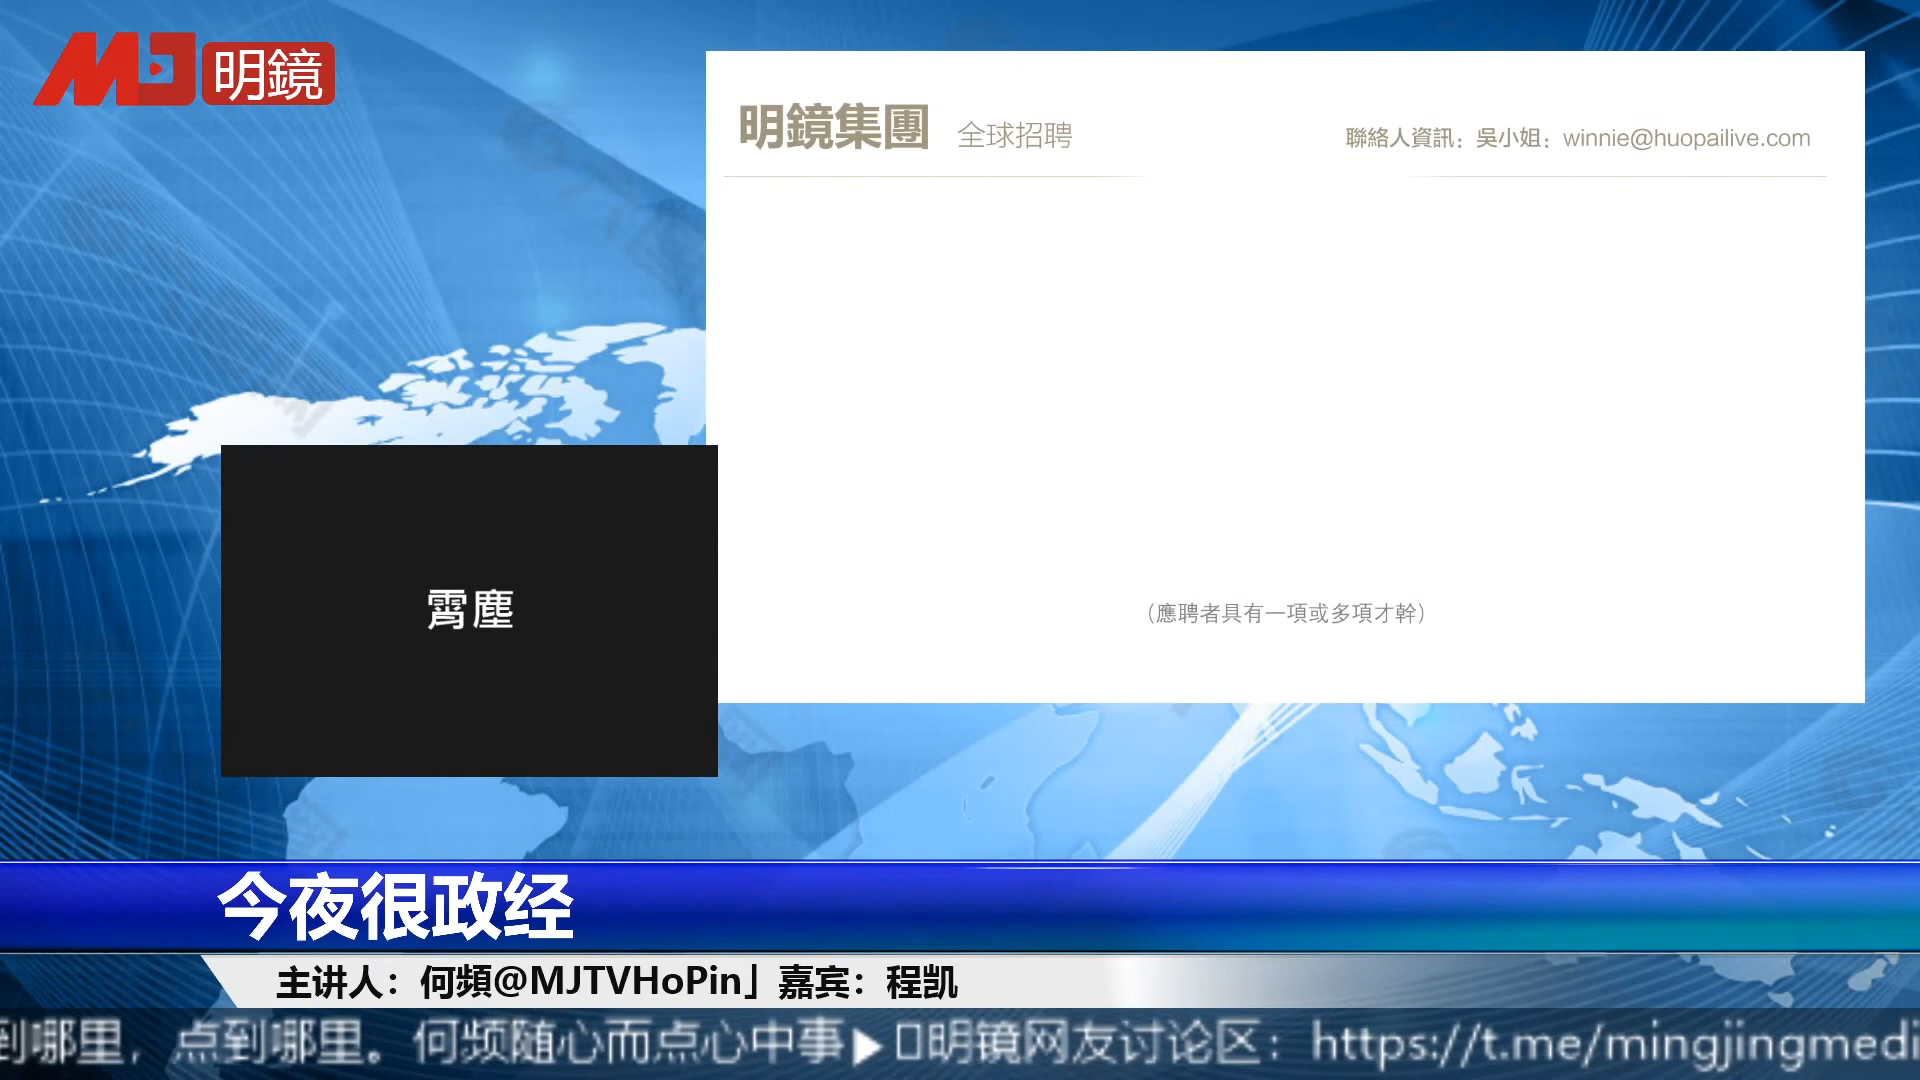 MJ 明鏡
明鏡集團 全球招聘
聯絡人資訊：吳小姐：winnie@huopailive.com
霄塵
（應聘者具有一項或多項才幹）
今夜很政经
主讲人：何頻@MJTVHoPin」嘉宾：程凯
到哪里，点到哪里。何频随心而点心中事▶明镜网友讨论区：https://t.me/mingjingmedi